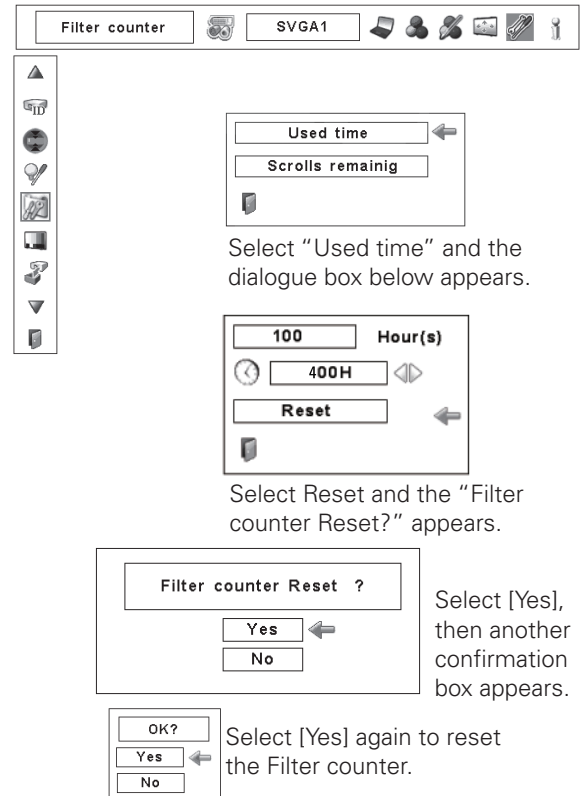 Filter counter SVGA1
ID
Used time
Scrolls remainig
Select “Used time” and the
dialogue box below appears.
100 Hour(s)
400H
Reset
Select Reset and the “Filter
counter Reset?” appears.
Filter counter Reset ?
Yes
No
Select [Yes],
then another
confirmation
box appears.
OK?
Yes
No
Select [Yes] again to reset
the Filter counter.